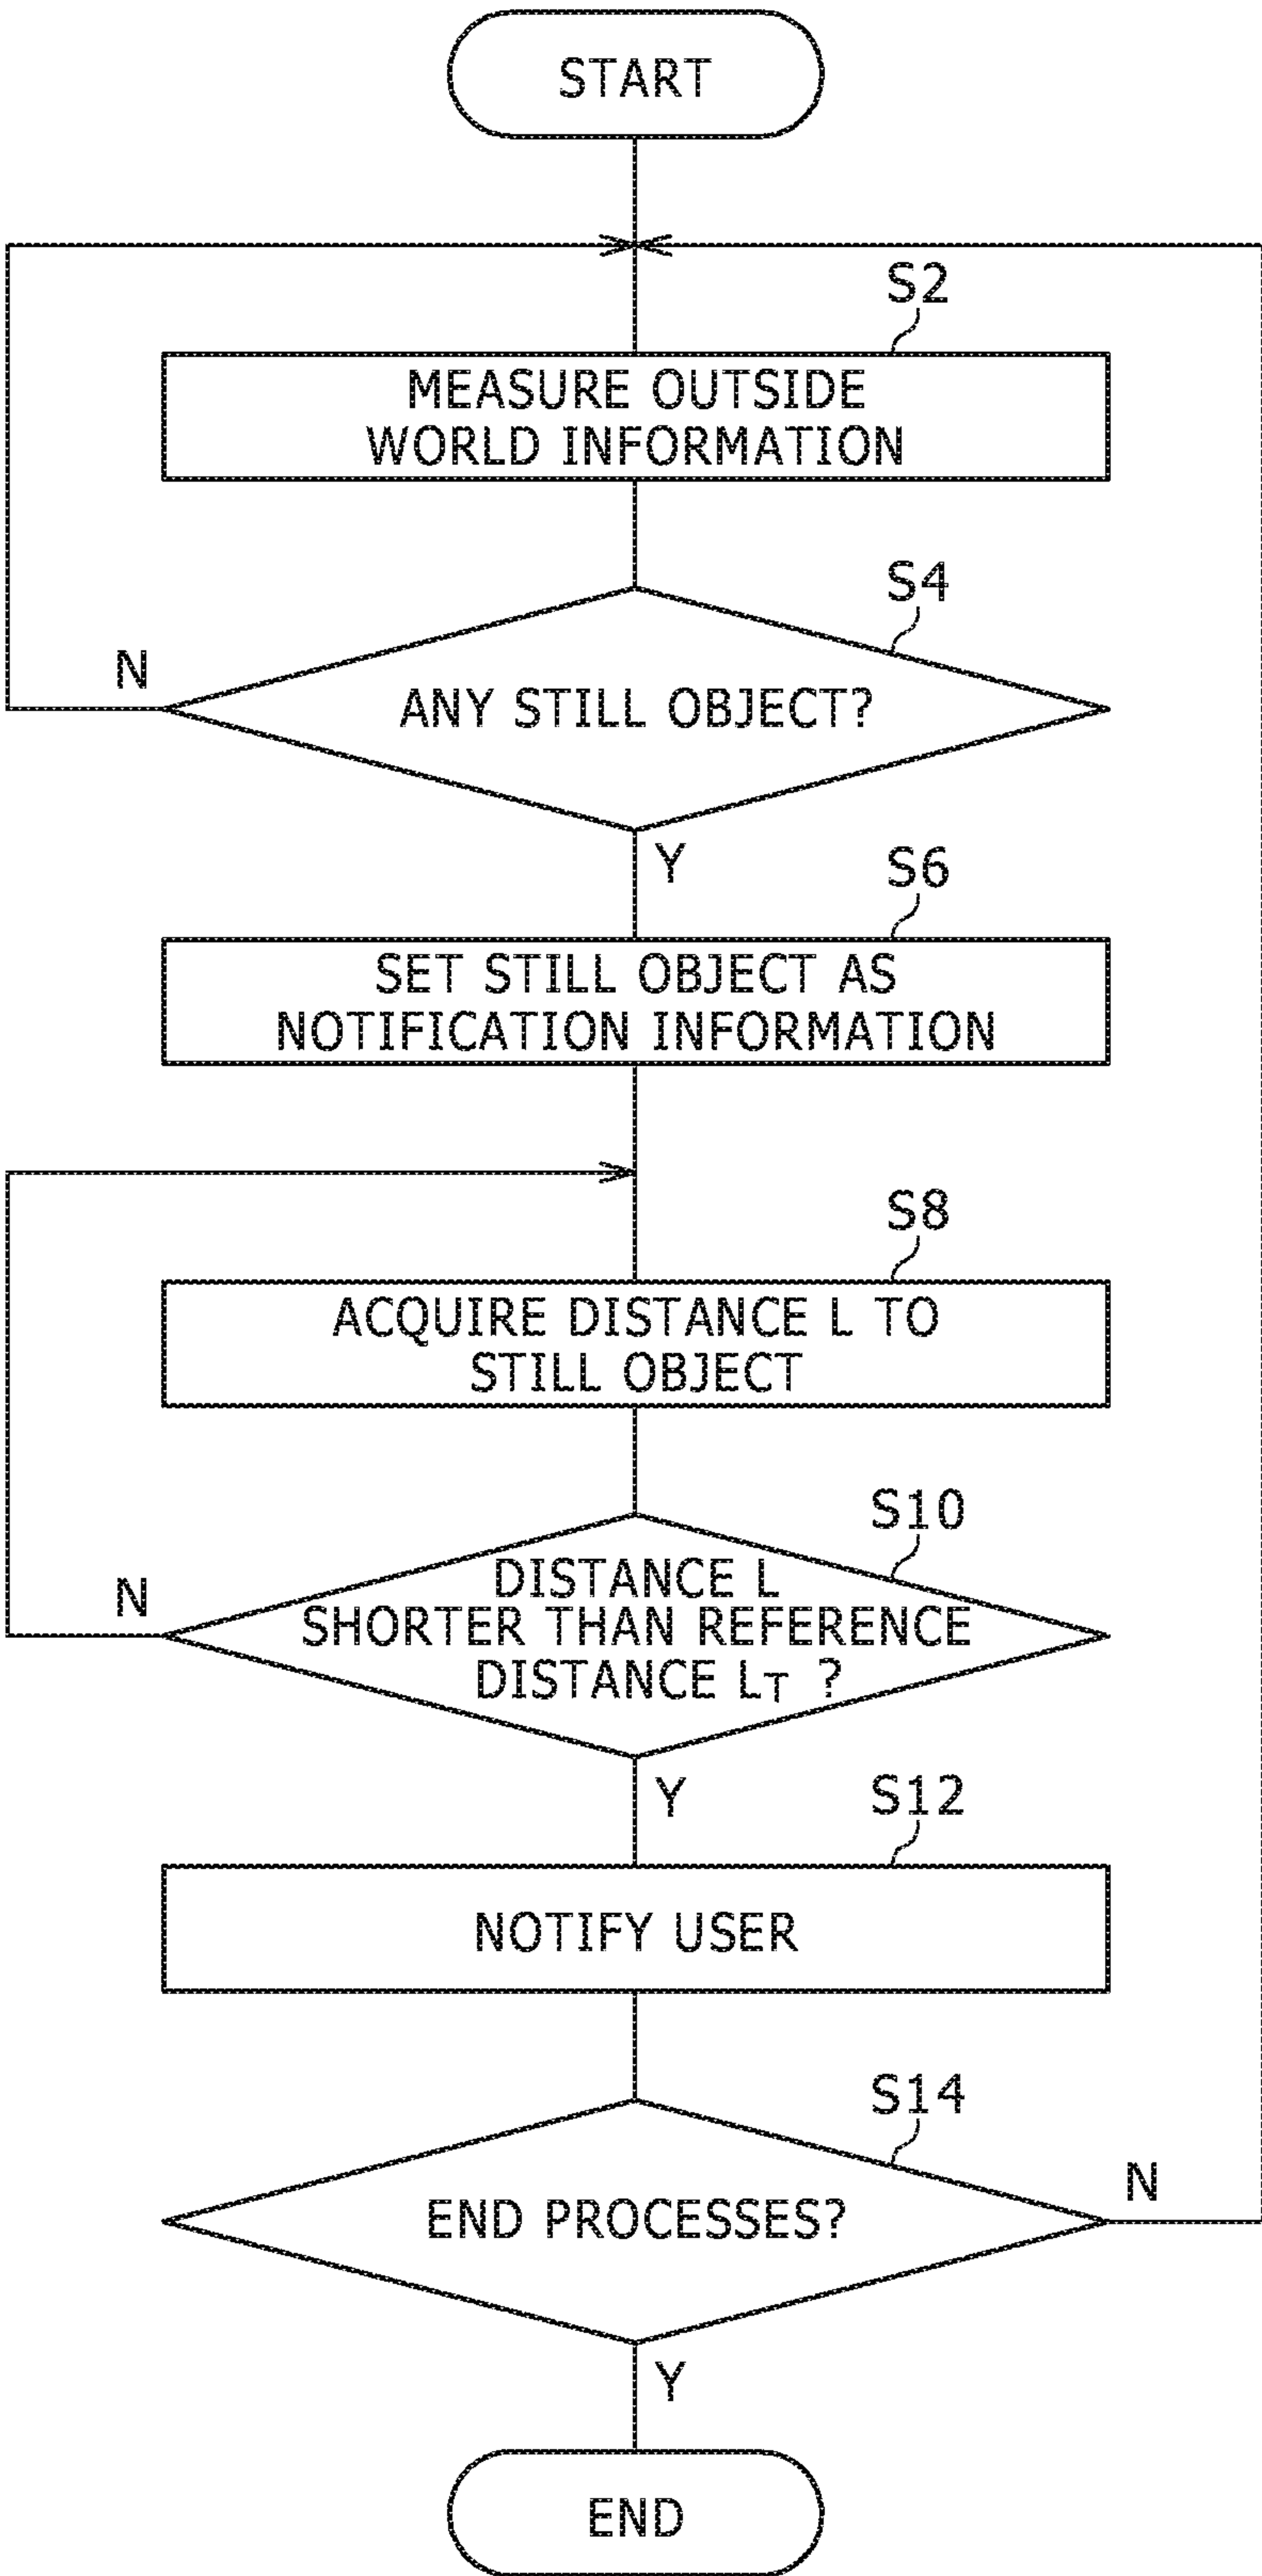 START
S2
MEASURE OUTSIDE
WORLD INFORMATION
S4
N
ANY STILL OBJECT?
Y
S6
SET STILL OBJECT AS
NOTIFICATION INFORMATION
S8
ACQUIRE DISTANCE L TO
STILL OBJECT
S10
N
DISTANCE L
SHORTER THAN REFERENCE
DISTANCE LT ?
Y
S12
NOTIFY USER
S14
N
END PROCESSES?
Y
END